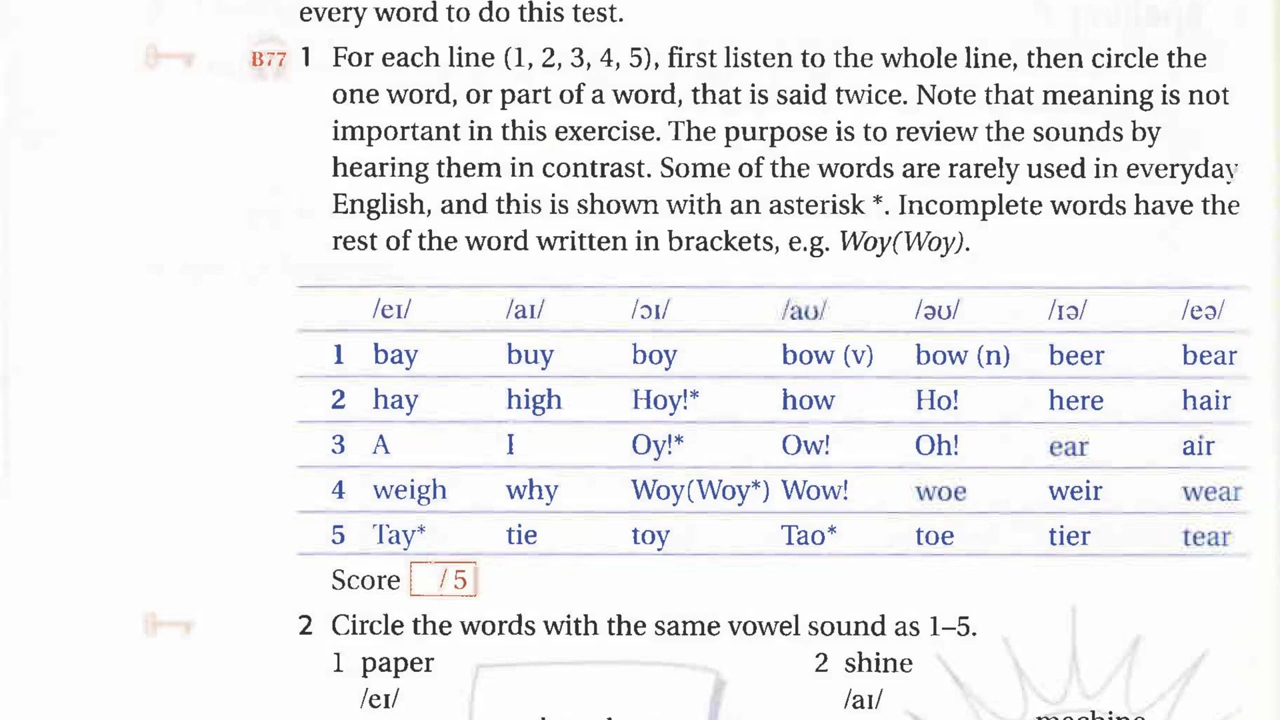 every word to do this test.
B77 1 For each line (1, 2, 3, 4, 5), first listen to the whole line, then circle the
one word, or part of a word, that is said twice. Note that meaning is not
important in this exercise. The purpose is to review the sounds by
hearing them in contrast. Some of the words are rarely used in everyday
English, and this is shown with an asterisk *. Incomplete words have the
rest of the word written in brackets, e.g. Woy(Woy).
/eɪ/ /aɪ/ /ɔɪ/ /aʊ/ /əʊ/ /ɪə/ /eə/
1 bay buy boy bow (v) bow (n) beer bear
2 hay high Hoy!* how Ho! here hair
3 A I Oy!* Ow! Oh! ear air
4 weigh why Woy(Woy*) Wow! woe weir wear
5 Tay* tie toy Tao* toe tier tear
Score /5
2 Circle the words with the same vowel sound as 1–5.
1 paper 2 shine
/eɪ/ /aɪ/